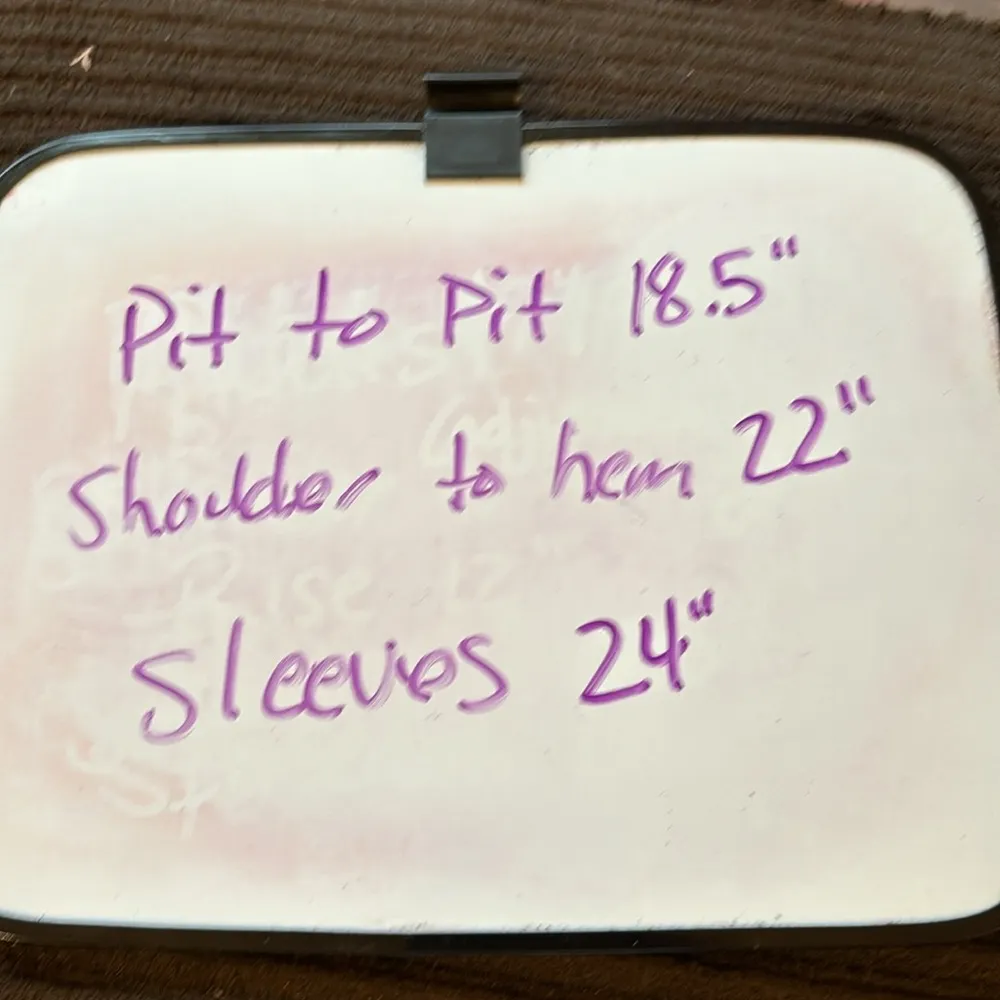 Pit to Pit 18.5"
Shoulder to hem 22"
Sleeves 24"